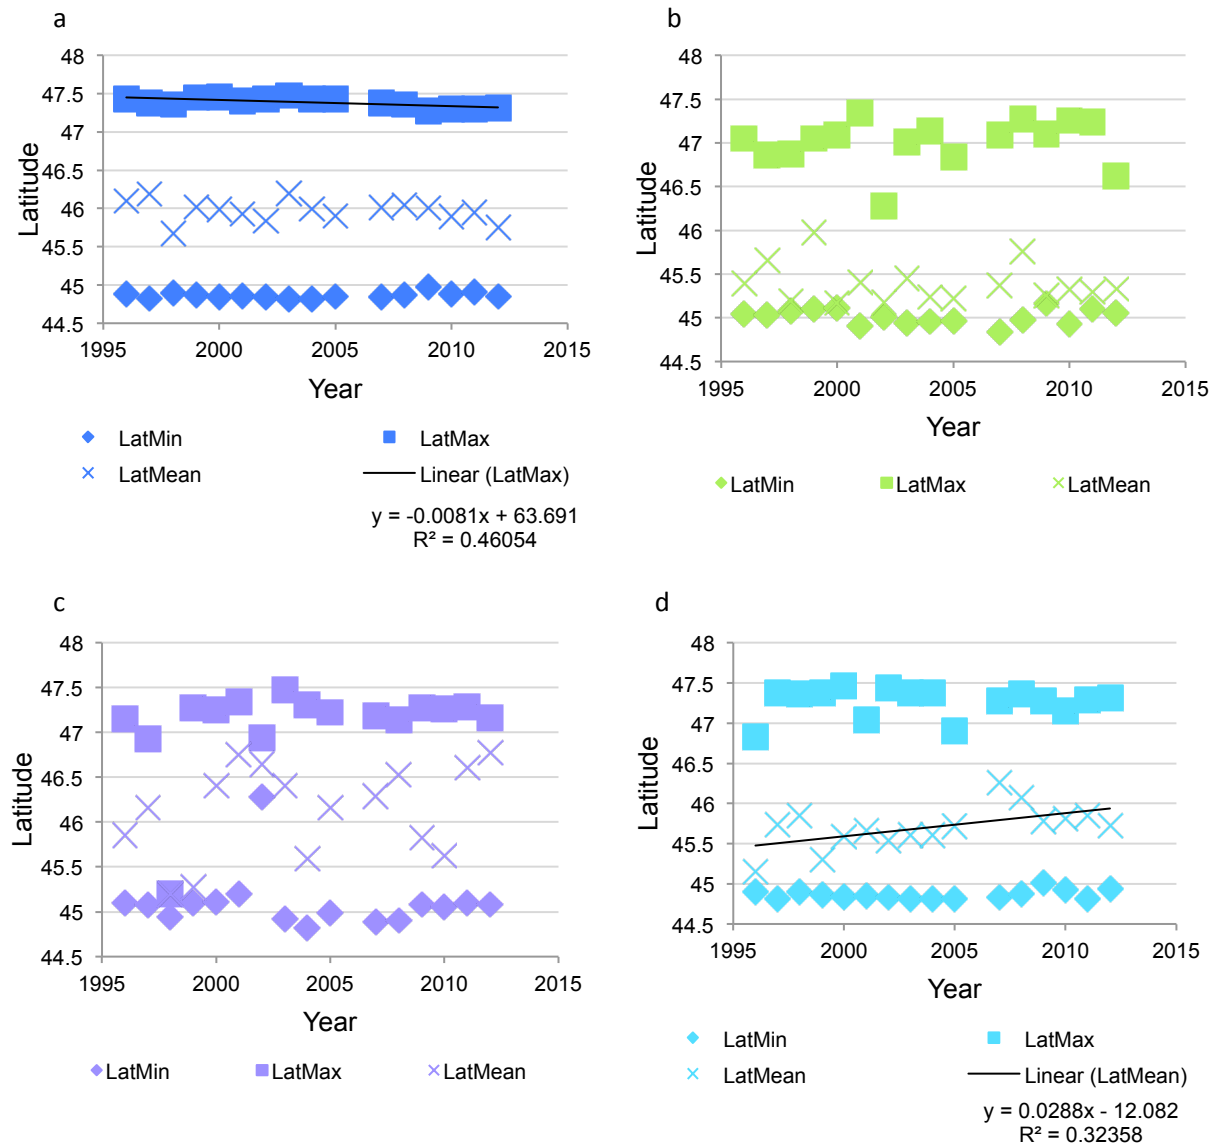 a
48
47.5
47
46.5
46
45.5
45
44.5
Latitude
1995 2000 2005 2010 2015
Year
LatMin LatMax
LatMean Linear (LatMax)
y = -0.0081x + 63.691
R² = 0.46054
b
48
47.5
47
46.5
46
45.5
45
44.5
Latitude
1995 2000 2005 2010 2015
Year
LatMin LatMax LatMean
c
48
47.5
47
46.5
46
45.5
45
44.5
Latitude
1995 2000 2005 2010 2015
Year
LatMin LatMax LatMean
d
48
47.5
47
46.5
46
45.5
45
44.5
Latitude
1995 2000 2005 2010 2015
Year
LatMin LatMax
LatMean Linear (LatMean)
y = 0.0288x - 12.082
R² = 0.32358